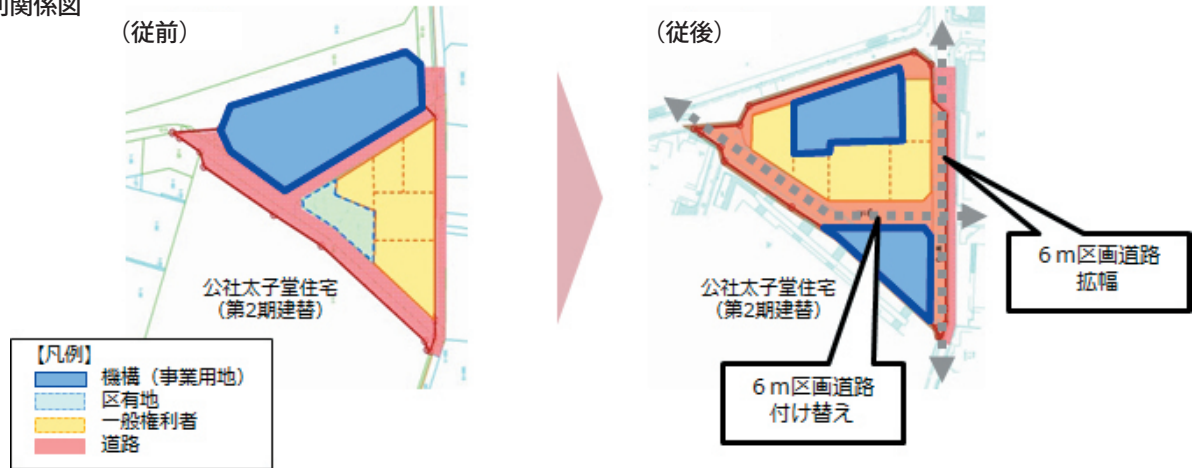 関係図
（従前）
（従後）
公社太子堂住宅
（第2期建替）
【凡例】
機構（事業用地）
区有地
一般権利者
道路
公社太子堂住宅
（第2期建替）
6m区画道路
付け替え
6m区画道路
拡幅